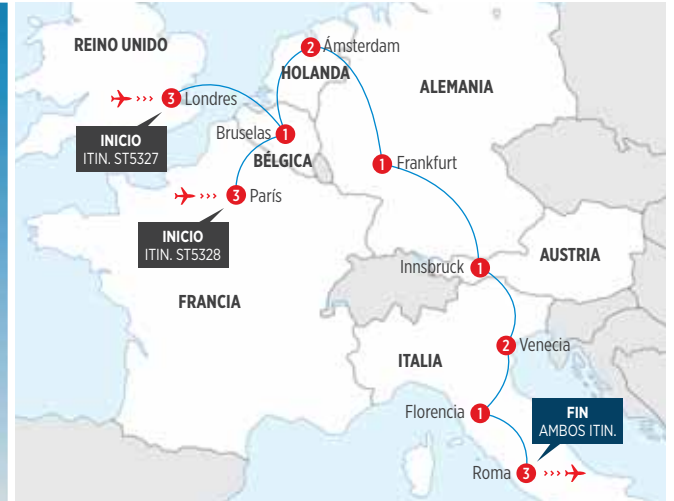 REINO UNIDO
2 Ámsterdam
HOLANDA
ALEMANIA
3 Londres
INICIO
ITIN. ST5327
Bruselas 1
BÉLGICA
1 Frankfurt
3 París
INICIO
ITIN. ST5328
FRANCIA
Innsbruck 1
AUSTRIA
2 Venecia
ITALIA
Florencia 1
FIN
AMBOS ITIN.
Roma 3